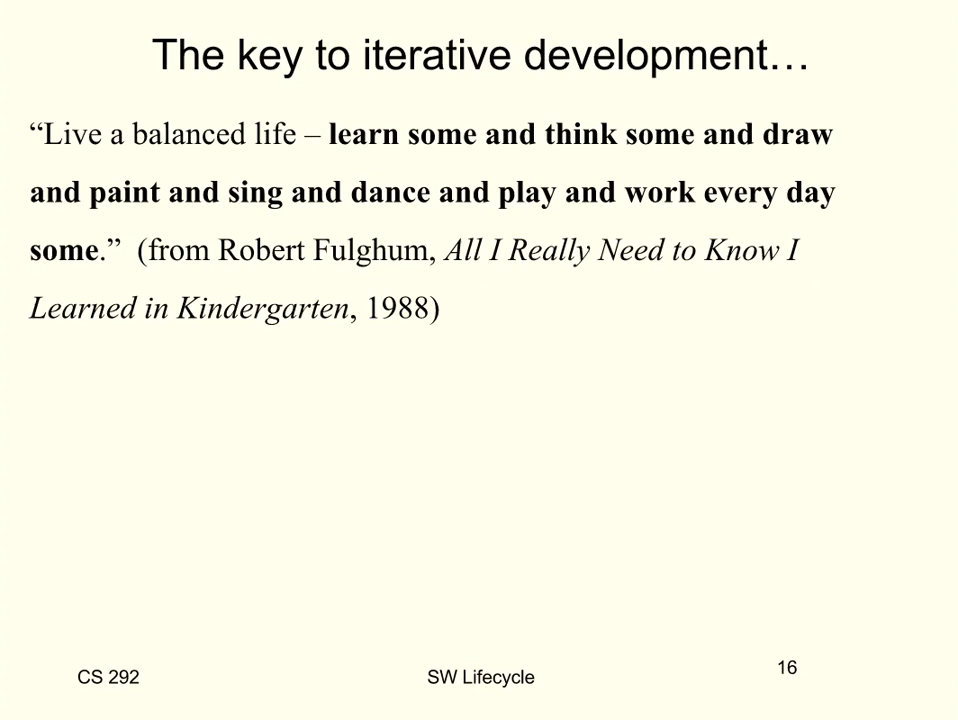 The key to iterative development…
“Live a balanced life – learn some and think some and draw
and paint and sing and dance and play and work every day
some.” (from Robert Fulghum, All I Really Need to Know I
Learned in Kindergarten, 1988)
CS 292
SW Lifecycle
16